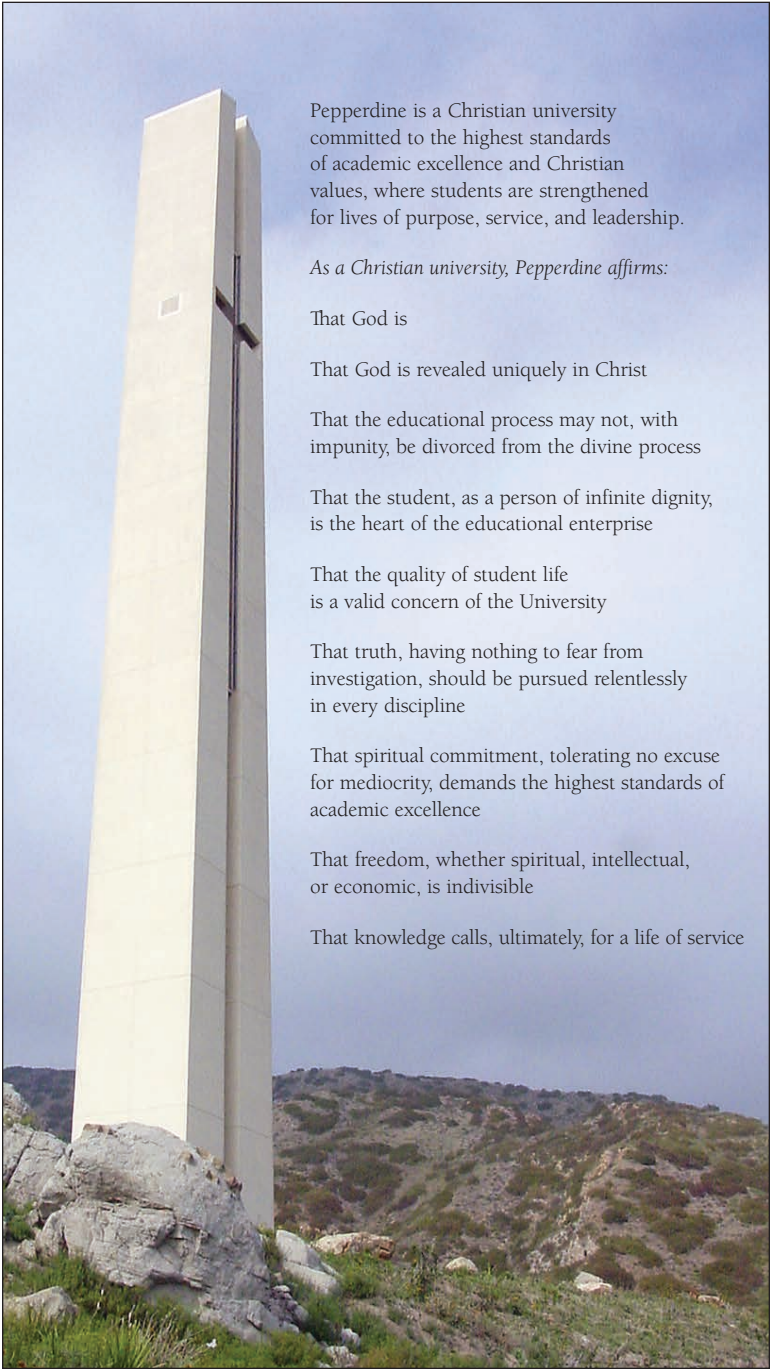 Pepperdine is a Christian university
committed to the highest standards
of academic excellence and Christian
values, where students are strengthened
for lives of purpose, service, and leadership.
As a Christian university, Pepperdine affirms:
That God is
That God is revealed uniquely in Christ
That the educational process may not, with
impunity, be divorced from the divine process
That the student, as a person of infinite dignity,
is the heart of the educational enterprise
That the quality of student life
is a valid concern of the University
That truth, having nothing to fear from
investigation, should be pursued relentlessly
in every discipline
That spiritual commitment, tolerating no excuse
for mediocrity, demands the highest standards of
academic excellence
That freedom, whether spiritual, intellectual,
or economic, is indivisible
That knowledge calls, ultimately, for a life of service